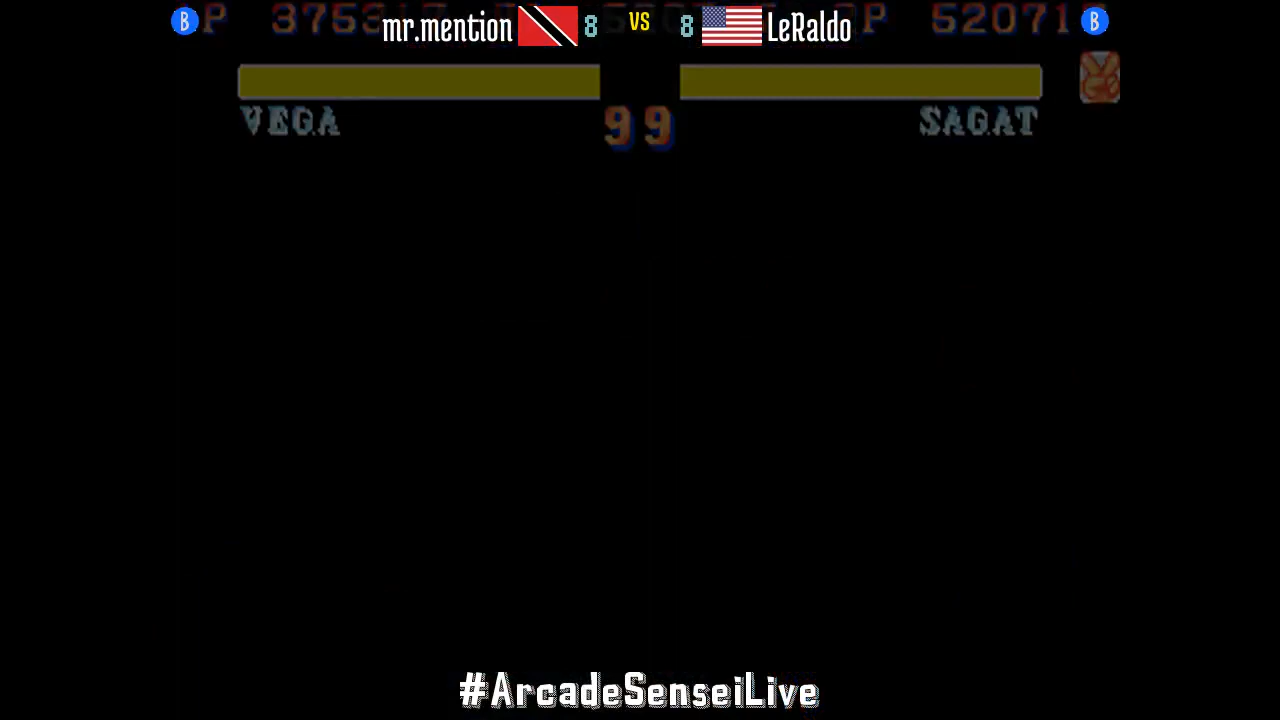 B P mr.mention 8 VS 8 LeRaldo P B
VEGA 99 SAGAT
#ArcadeSenseiLive